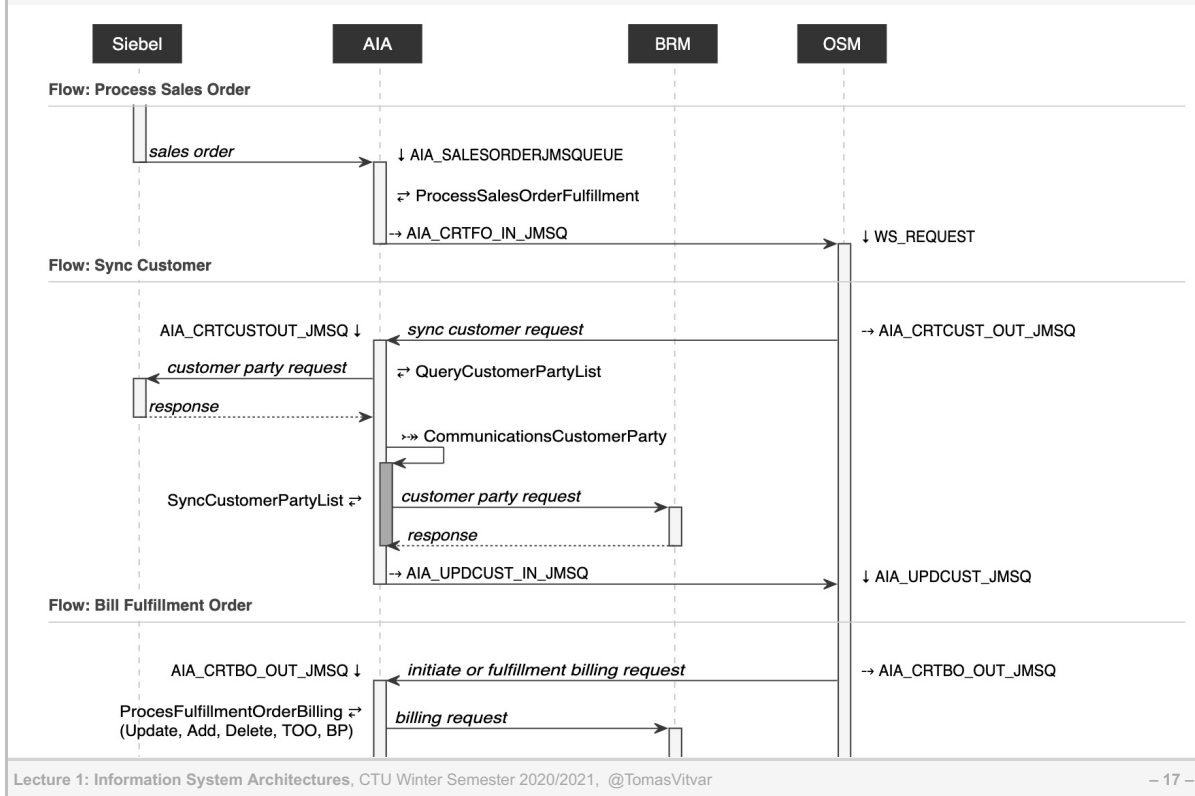 Siebel AIA BRM OSM
Flow: Process Sales Order
sales order
↓ AIA_SALESORDERJMSQUEUE
⇄ ProcessSalesOrderFulfillment
⇢ AIA_CRTFO_IN_JMSQ
↓ WS_REQUEST
Flow: Sync Customer
AIA_CRTCUSTOUT_JMSQ ↓
sync customer request
⇢ AIA_CRTCUST_OUT_JMSQ
customer party request
⇄ QueryCustomerPartyList
response
⤖ CommunicationsCustomerParty
SyncCustomerPartyList ⇄
customer party request
response
⇢ AIA_UPDCUST_IN_JMSQ
↓ AIA_UPDCUST_JMSQ
Flow: Bill Fulfillment Order
AIA_CRTBO_OUT_JMSQ ↓
initiate or fulfillment billing request
⇢ AIA_CRTBO_OUT_JMSQ
ProcesFulfillmentOrderBilling ⇄
(Update, Add, Delete, TOO, BP)
billing request
Lecture 1: Information System Architectures, CTU Winter Semester 2020/2021, @TomasVitvar
– 17 –